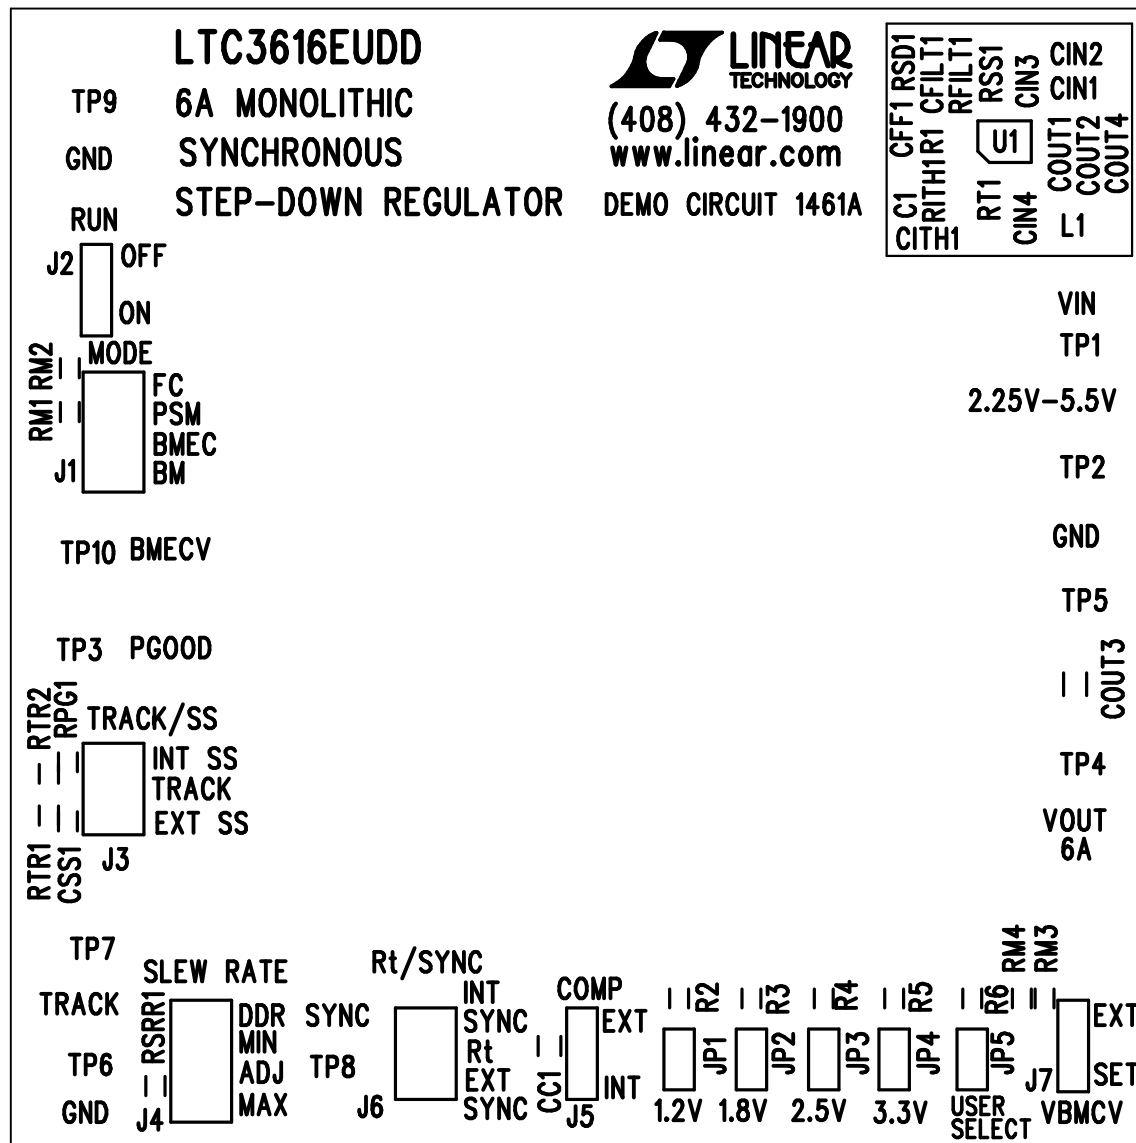 LTC3616EUDD
6A MONOLITHIC
SYNCHRONOUS
STEP-DOWN REGULATOR
LINEAR
TECHNOLOGY
(408) 432-1900
www.linear.com
DEMO CIRCUIT 1461A
CFF1 RSD1
CFILT1
RFILT1
RSS1
CIN3
CIN2
CIN1
U1
C1
RITH1 R1
CITH1
RT1
CIN4
COUT1
COUT2
COUT4
L1
TP9
GND
RUN
J2
OFF
ON
MODE
RM2
RM1
J1
FC
PSM
BMEC
BM
TP10 BMECV
TP3 PGOOD
RTR2
RPG1
TRACK/SS
INT SS
TRACK
EXT SS
RTR1
CSS1
J3
VIN
TP1
2.25V-5.5V
TP2
GND
TP5
COUT3
TP4
VOUT
6A
TP7
TRACK
TP6
GND
SLEW RATE
RSRR1
DDR
MIN
ADJ
MAX
J4
Rt/SYNC
SYNC
TP8
INT
SYNC
Rt
EXT
SYNC
J6
COMP
EXT
INT
CC1
J5
R2
JP1
1.2V
R3
JP2
1.8V
R4
JP3
2.5V
R5
JP4
3.3V
R6
JP5
USER
SELECT
RM4
RM3
EXT
SET
J7
VBMCV